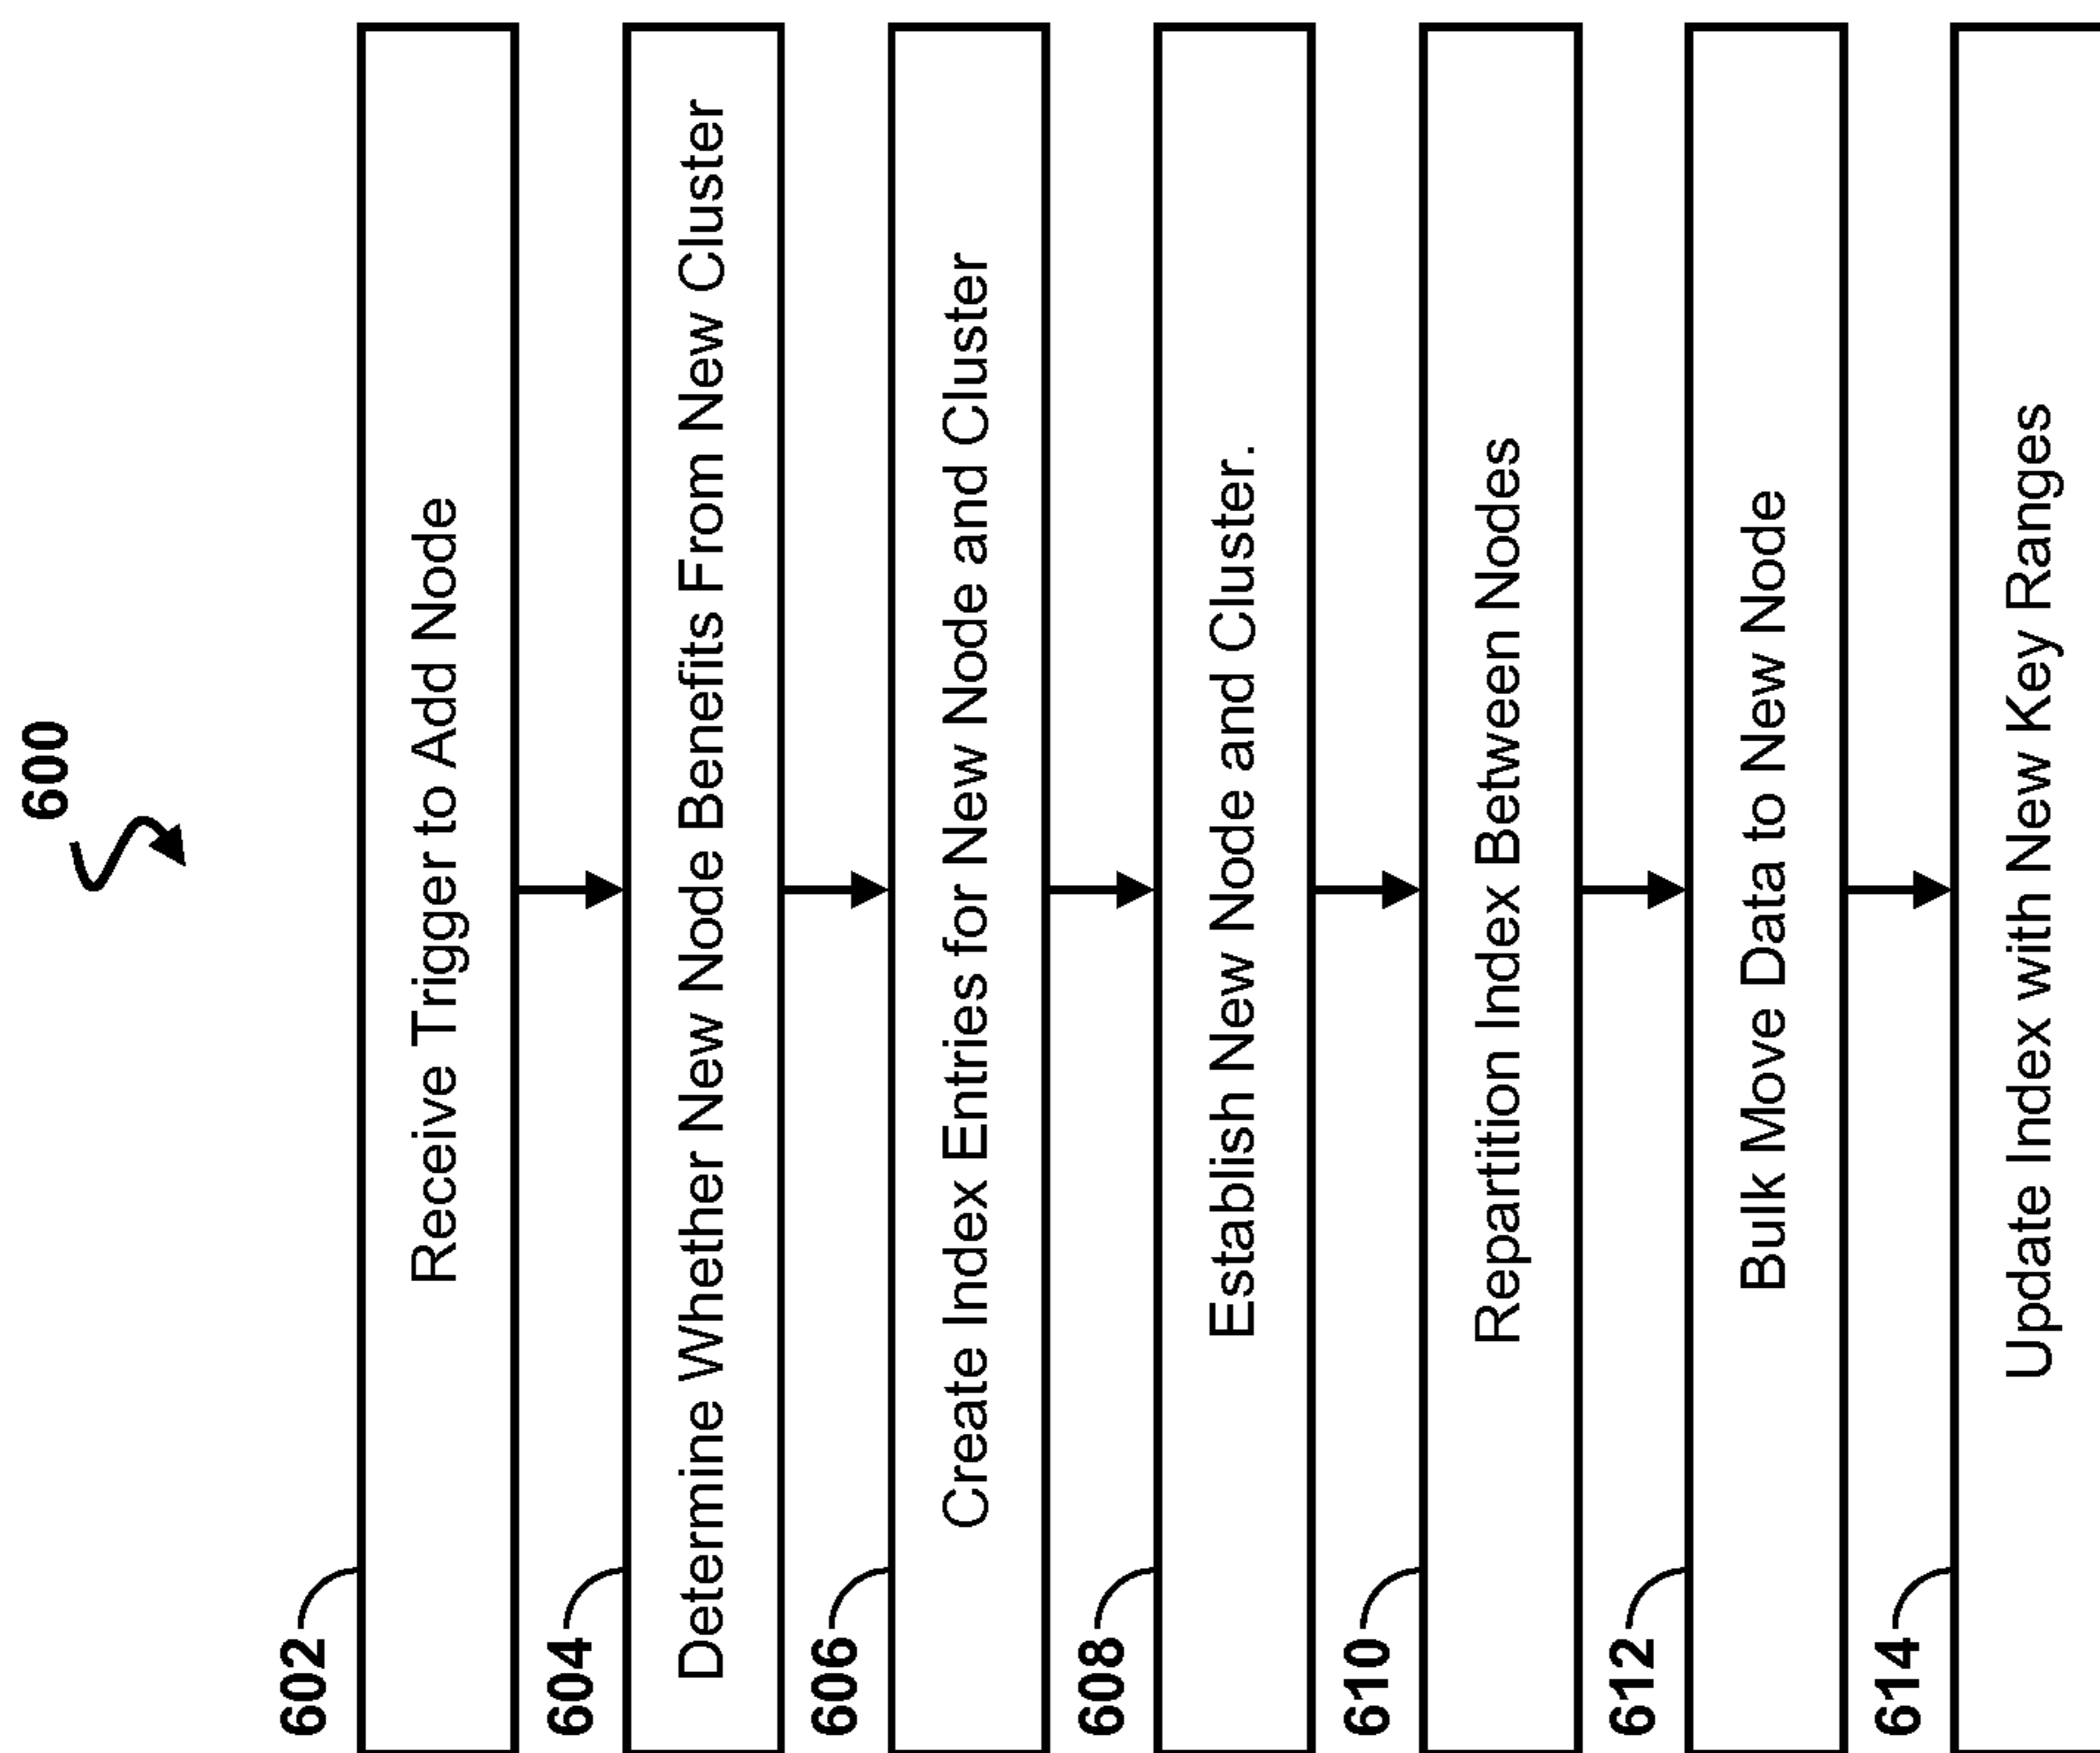 600
602
Receive Trigger to Add Node
604
Determine Whether New Node Benefits From New Cluster
606
Create Index Entries for New Node and Cluster
608
Establish New Node and Cluster.
610
Repartition Index Between Nodes
612
Bulk Move Data to New Node
614
Update Index with New Key Ranges